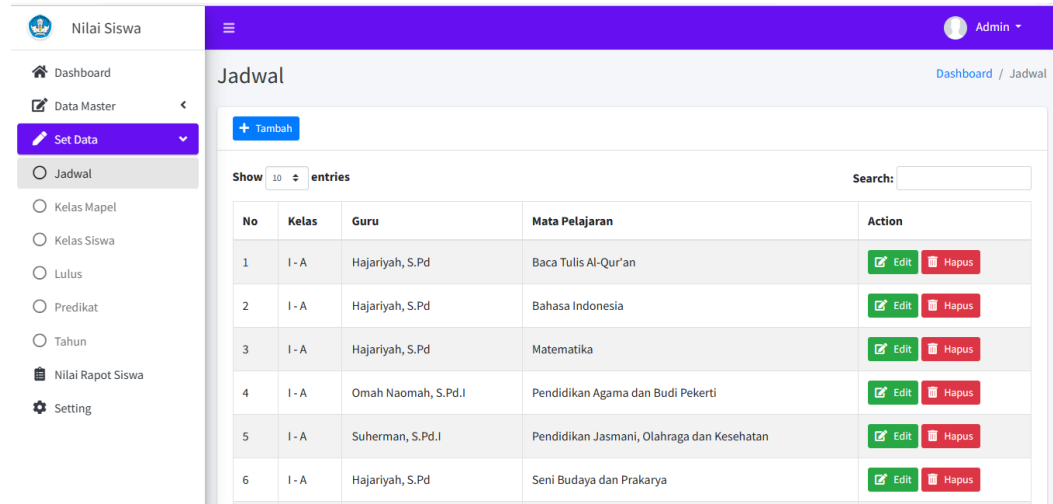 Nilai Siswa
Admin
Dashboard
Data Master
Set Data
Jadwal
Kelas Mapel
Kelas Siswa
Lulus
Predikat
Tahun
Nilai Rapot Siswa
Setting
Jadwal
Dashboard / Jadwal
+ Tambah
Show 10 entries
Search:
No Kelas Guru Mata Pelajaran Action
1 I - A Hajariyah, S.Pd Baca Tulis Al-Qur'an Edit Hapus
2 I - A Hajariyah, S.Pd Bahasa Indonesia Edit Hapus
3 I - A Hajariyah, S.Pd Matematika Edit Hapus
4 I - A Omah Naomah, S.Pd.I Pendidikan Agama dan Budi Pekerti Edit Hapus
5 I - A Suherman, S.Pd.I Pendidikan Jasmani, Olahraga dan Kesehatan Edit Hapus
6 I - A Hajariyah, S.Pd Seni Budaya dan Prakarya Edit Hapus